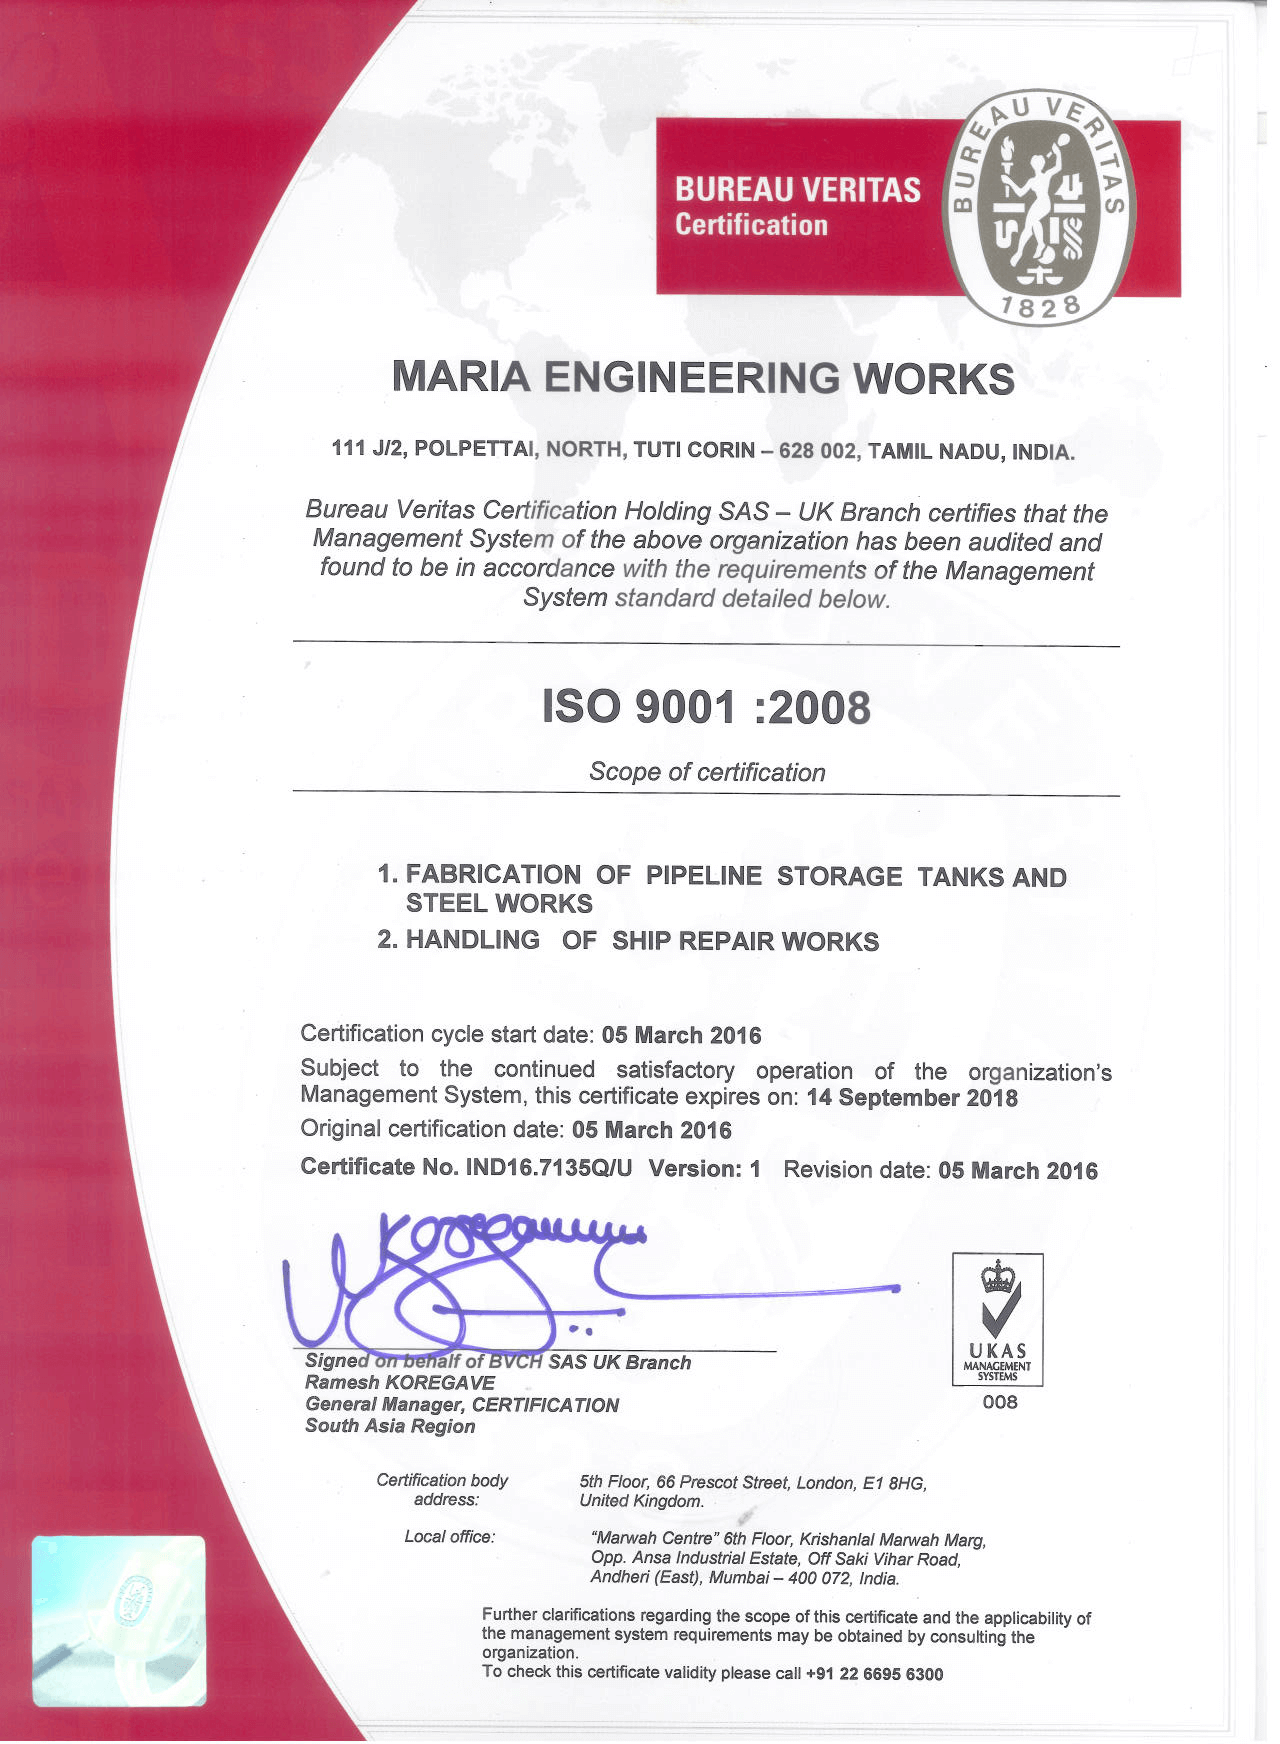 BUREAU VERITAS
Certification
BUREAU VERITAS
1828
MARIA ENGINEERING WORKS
111 J/2, POLPETTAI, NORTH, TUTI CORIN – 628 002, TAMIL NADU, INDIA.
Bureau Veritas Certification Holding SAS – UK Branch certifies that the
Management System of the above organization has been audited and
found to be in accordance with the requirements of the Management
System standard detailed below.
ISO 9001 :2008
Scope of certification
1. FABRICATION OF PIPELINE STORAGE TANKS AND
STEEL WORKS
2. HANDLING OF SHIP REPAIR WORKS
Certification cycle start date: 05 March 2016
Subject to the continued satisfactory operation of the organization's
Management System, this certificate expires on: 14 September 2018
Original certification date: 05 March 2016
Certificate No. IND16.7135Q/U Version: 1 Revision date: 05 March 2016
Signed on behalf of BVCH SAS UK Branch
Ramesh KOREGAVE
General Manager, CERTIFICATION
South Asia Region
UKAS
MANAGEMENT
SYSTEMS
008
Certification body address: 5th Floor, 66 Prescot Street, London, E1 8HG,
United Kingdom.
Local office: “Marwah Centre” 6th Floor, Krishanlal Marwah Marg,
Opp. Ansa Industrial Estate, Off Saki Vihar Road,
Andheri (East), Mumbai – 400 072, India.
Further clarifications regarding the scope of this certificate and the applicability of
the management system requirements may be obtained by consulting the
organization.
To check this certificate validity please call +91 22 6695 6300